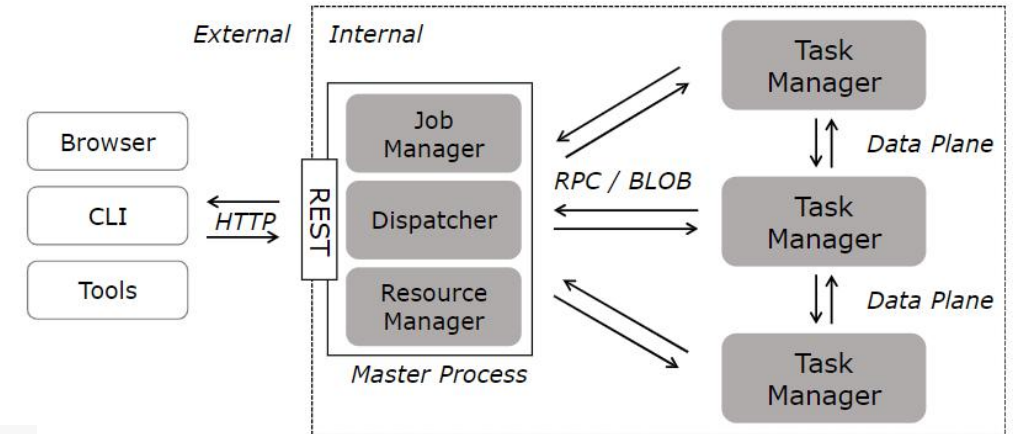 External
Internal
Browser
CLI
Tools
HTTP
REST
Job
Manager
Dispatcher
Resource
Manager
Master Process
RPC / BLOB
Task
Manager
Data Plane
Task
Manager
Data Plane
Task
Manager